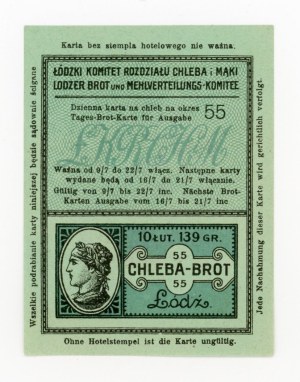 Karta bez stempla hotelowego nie ważna.
ŁÓDZKI KOMITET ROZDZIAŁU CHLEBA i MĄKI
LODZER BROT UND MEHLVERTEILUNGS-KOMITEE
Dzienna karta na chleb na okres 55
Tages-Brot-Karte für Ausgabe
Ważna od 9/7 do 22/7 włącz. Następne karty
wydane będą od 16/7 do 21/7 włącznie.
Gültig von 9/7 bis 22/7 inc. Nächste Brot-
Karten Ausgabe vom 16/7 bis 21/7 inc
10 ŁUT. 139 GR.
55
CHLEBA-BROT
55
Łódź
Ohne Hotelstempel ist die Karte ungültig.
Wszelkie podrabianie karty niniejszej będzie sądownie ścigane
Jede Nachahmung dieser Karte wird gerichtlich verfolgt.